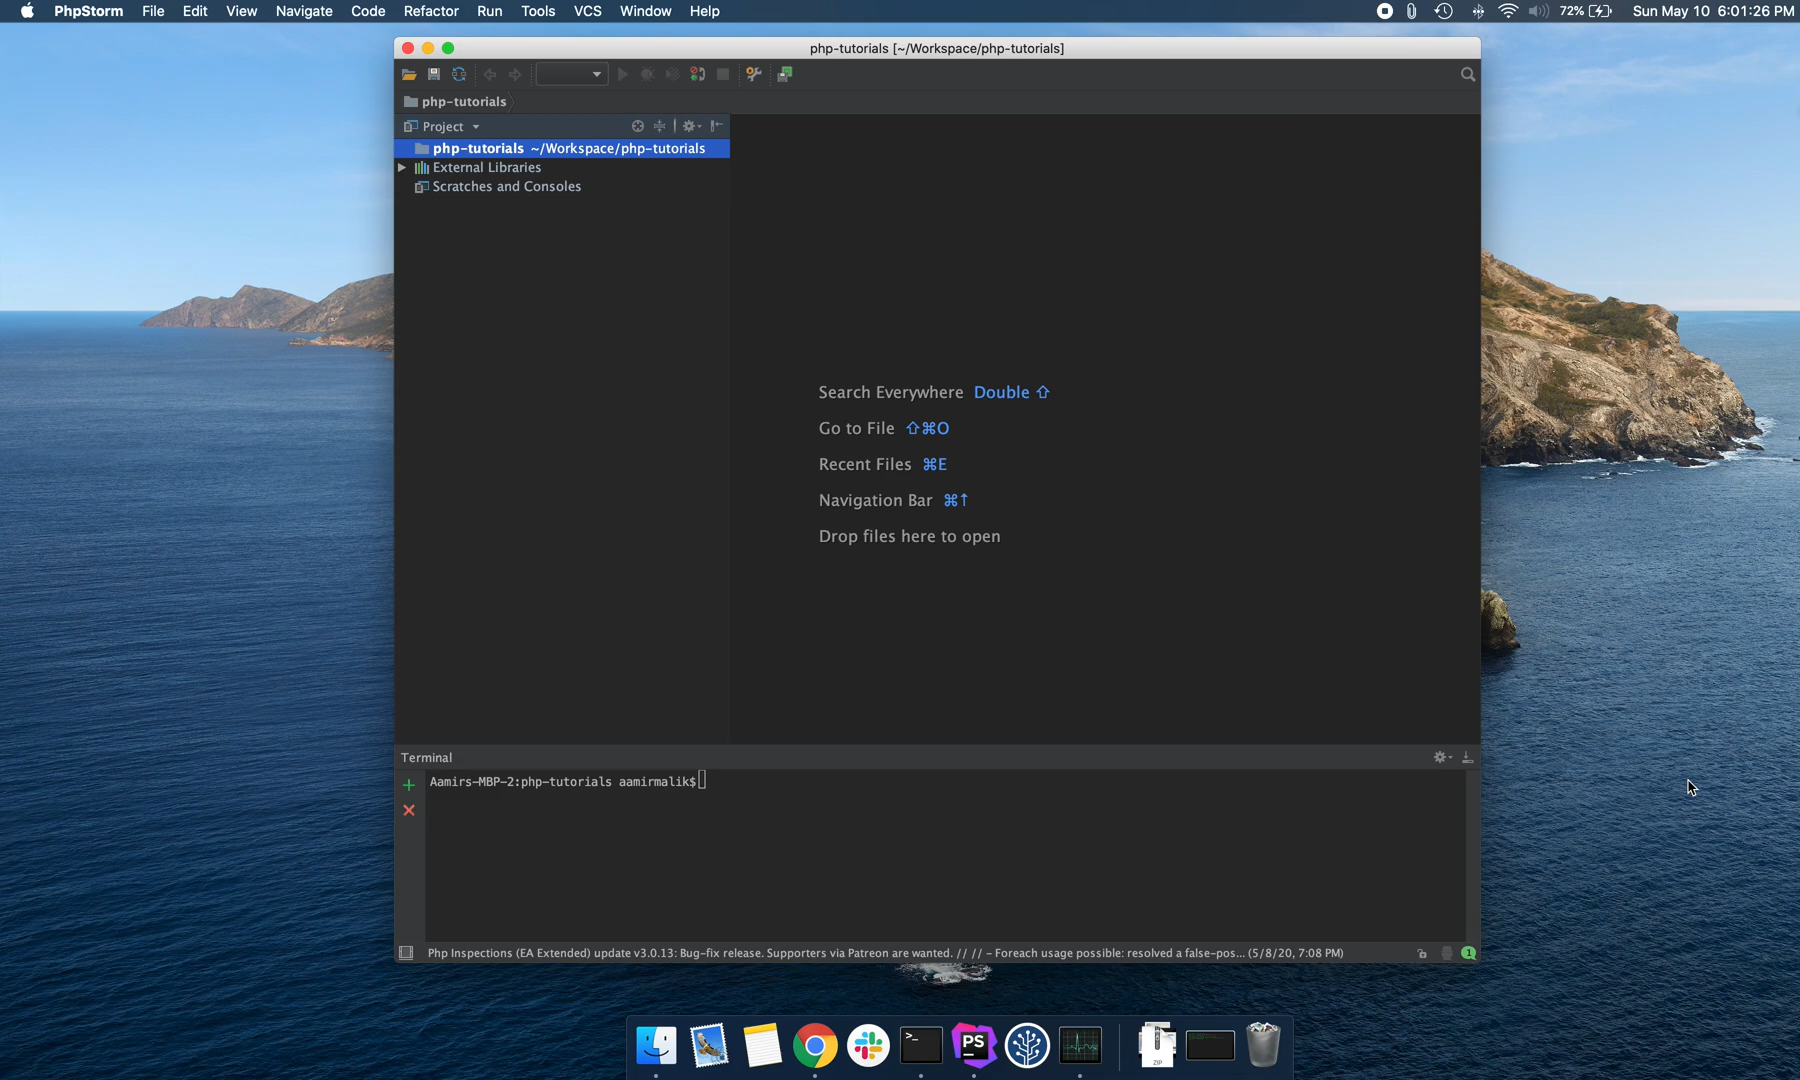 PhpStorm File Edit View Navigate Code Refactor Run Tools VCS Window Help 72% Sun May 10 6:01:26 PM
php-tutorials [~/Workspace/php-tutorials]
php-tutorials
Project
php-tutorials ~/Workspace/php-tutorials
External Libraries
Scratches and Consoles
Search Everywhere Double ⇧
Go to File ⇧⌘O
Recent Files ⌘E
Navigation Bar ⌘↑
Drop files here to open
Terminal
Aamirs-MBP-2:php-tutorials aamirmalik$
Php Inspections (EA Extended) update v3.0.13: Bug-fix release. Supporters via Patreon are wanted. // // - Foreach usage possible: resolved a false-pos... (5/8/20, 7:08 PM) 1
>_ PS ZIP